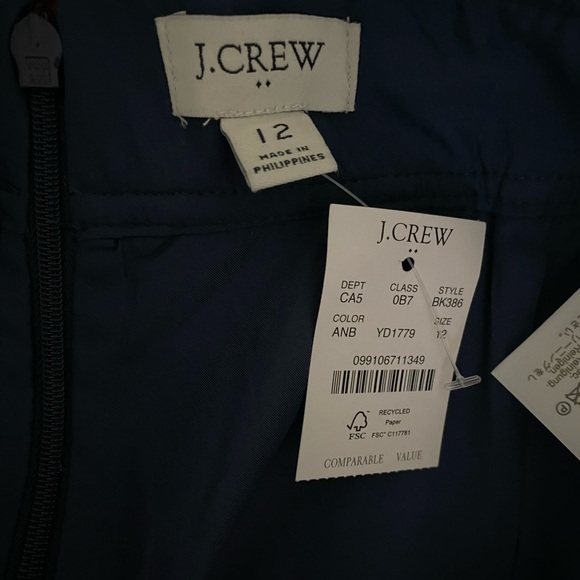 J.CREW
12
MADE IN
PHILIPPINES
J.CREW
DEPT CLASS STYLE
CA5 0B7 BK386
COLOR SIZE
ANB YD1779 12
099106711349
RECYCLED
Paper
FSC
FSC® C117781
COMPARABLE VALUE
P